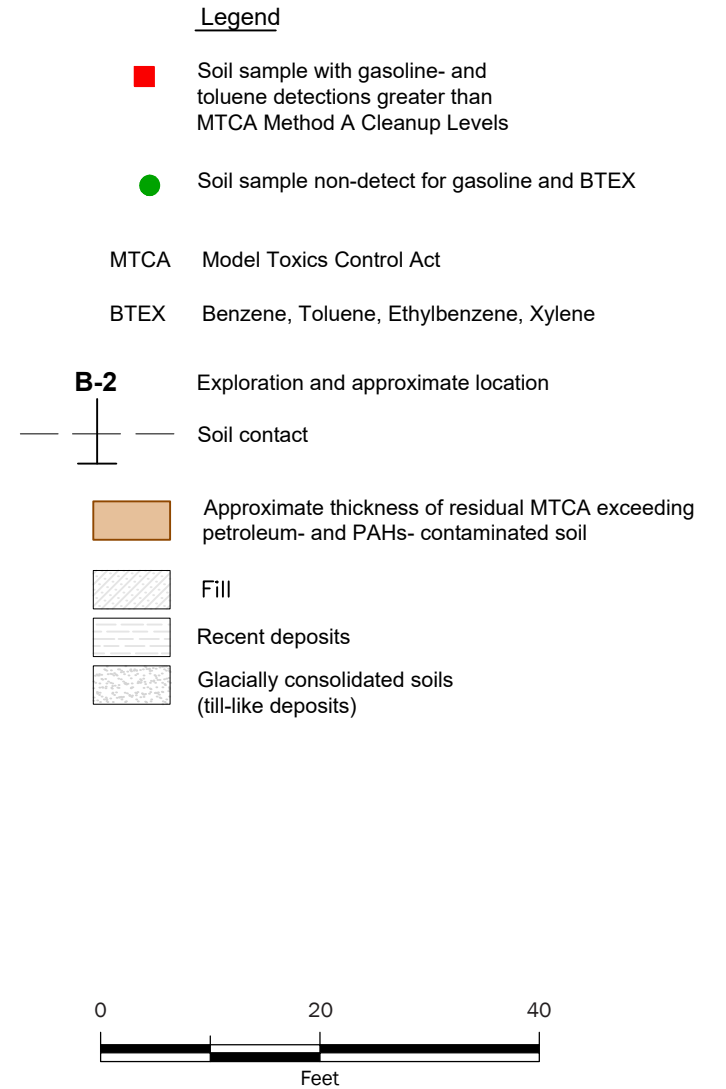 Legend
Soil sample with gasoline- and
toluene detections greater than
MTCA Method A Cleanup Levels
Soil sample non-detect for gasoline and BTEX
MTCA Model Toxics Control Act
BTEX Benzene, Toluene, Ethylbenzene, Xylene
B-2 Exploration and approximate location
Soil contact
Approximate thickness of residual MTCA exceeding
petroleum- and PAHs- contaminated soil
Fill
Recent deposits
Glacially consolidated soils
(till-like deposits)
0 20 40
Feet